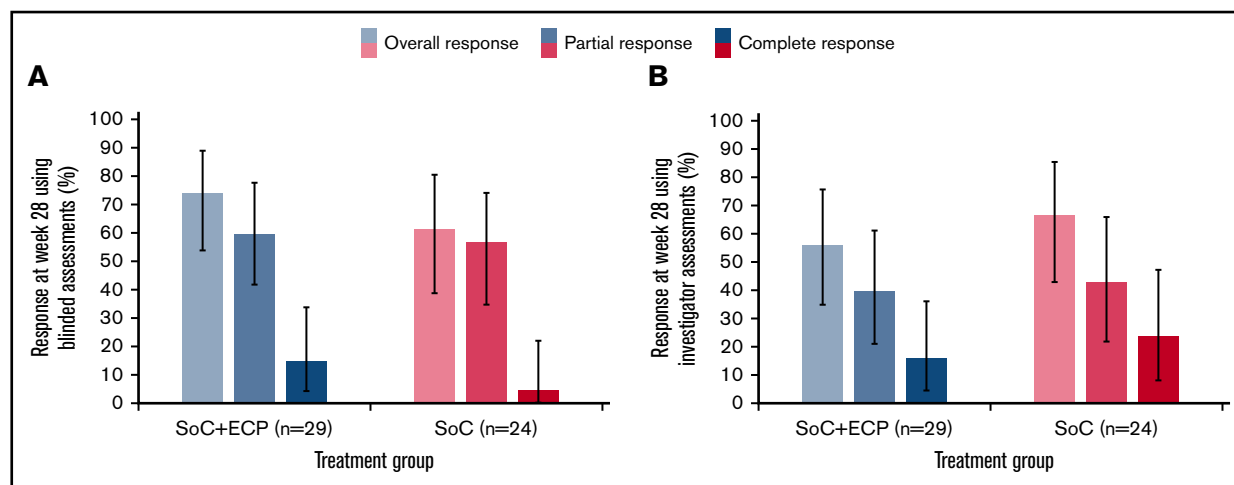 Overall response Partial response Complete response
A
Response at week 28 using
blinded assessments (%)
100
90
80
70
60
50
40
30
20
10
0
SoC+ECP (n=29) SoC (n=24)
Treatment group
B
Response at week 28 using
investigator assessments (%)
100
90
80
70
60
50
40
30
20
10
0
SoC+ECP (n=29) SoC (n=24)
Treatment group